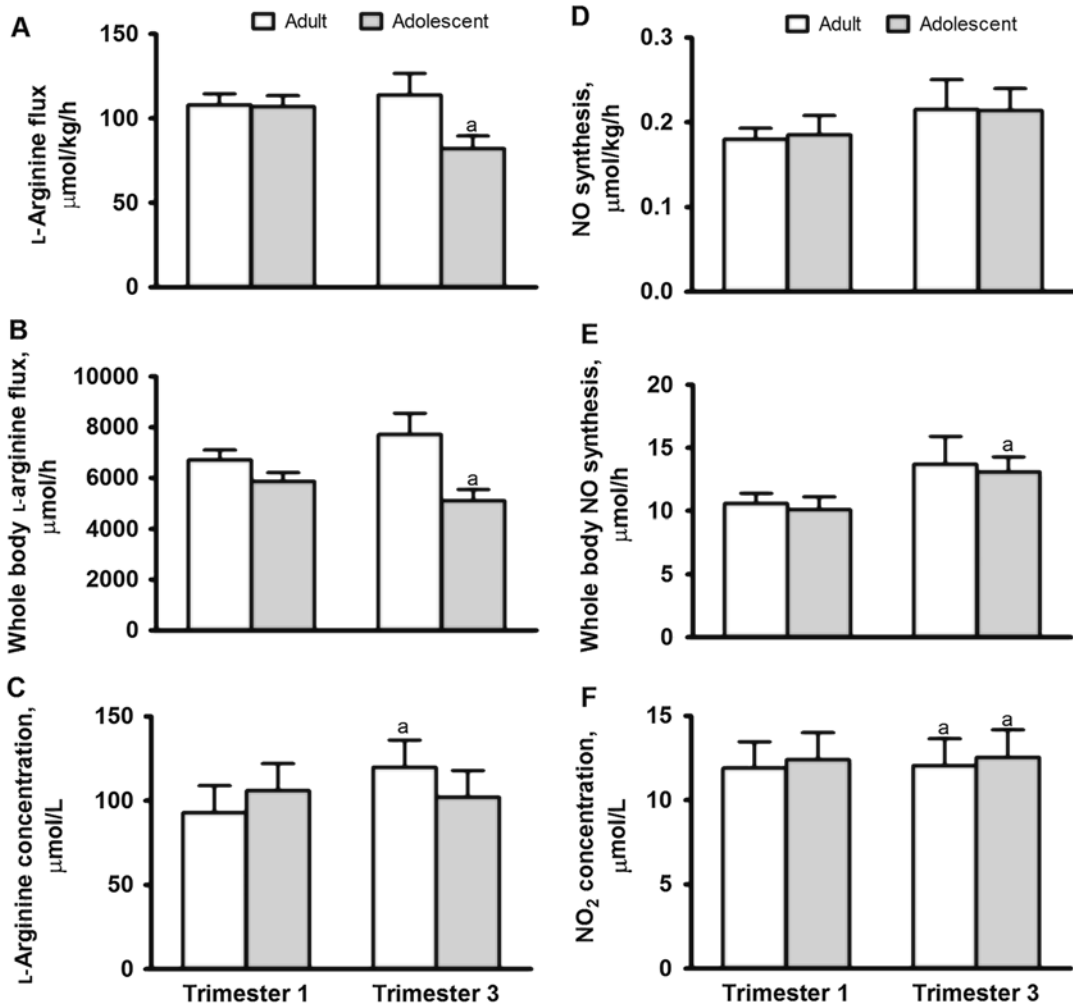 A
Adult Adolescent
L-Arginine flux
μmol/kg/h
150
100
50
0
a
B
Whole body L-arginine flux,
μmol/h
10000
8000
6000
4000
2000
0
a
C
L-Arginine concentration,
μmol/L
150
100
50
0
a
Trimester 1 Trimester 3
D
Adult Adolescent
NO synthesis,
μmol/kg/h
0.3
0.2
0.1
0.0
E
Whole body NO synthesis,
μmol/h
20
15
10
5
0
a
F
NO₂ concentration,
μmol/L
15
10
5
0
a a
Trimester 1 Trimester 3